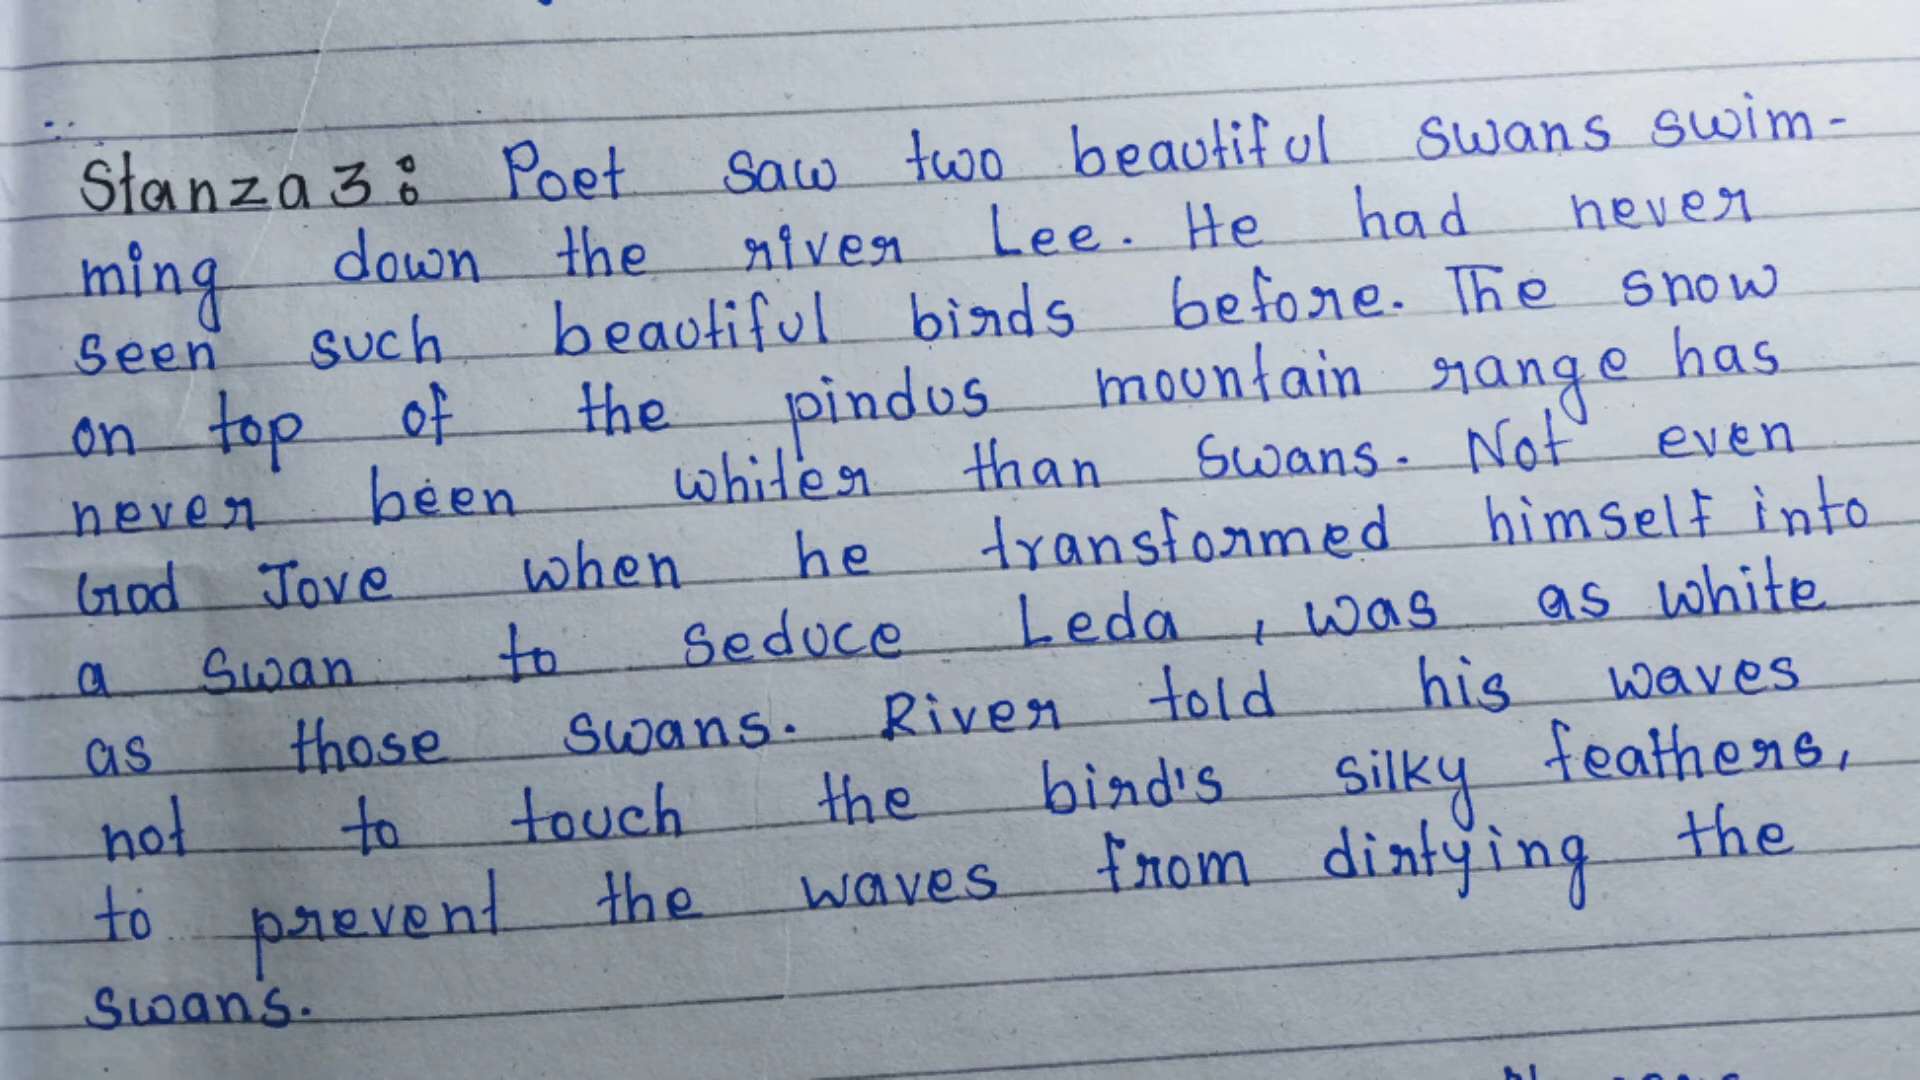 Stanza 3: Poet saw two beautiful swans swim-
ming down the river Lee. He had never
seen such beautiful birds before. The snow
on top of the pindus mountain range has
never been whiter than swans. Not even
God Jove when he transformed himself into
a swan to seduce Leda, was as white
as those swans. River told his waves
not to touch the bird's silky feathers,
to prevent the waves from dirtying the
swans.